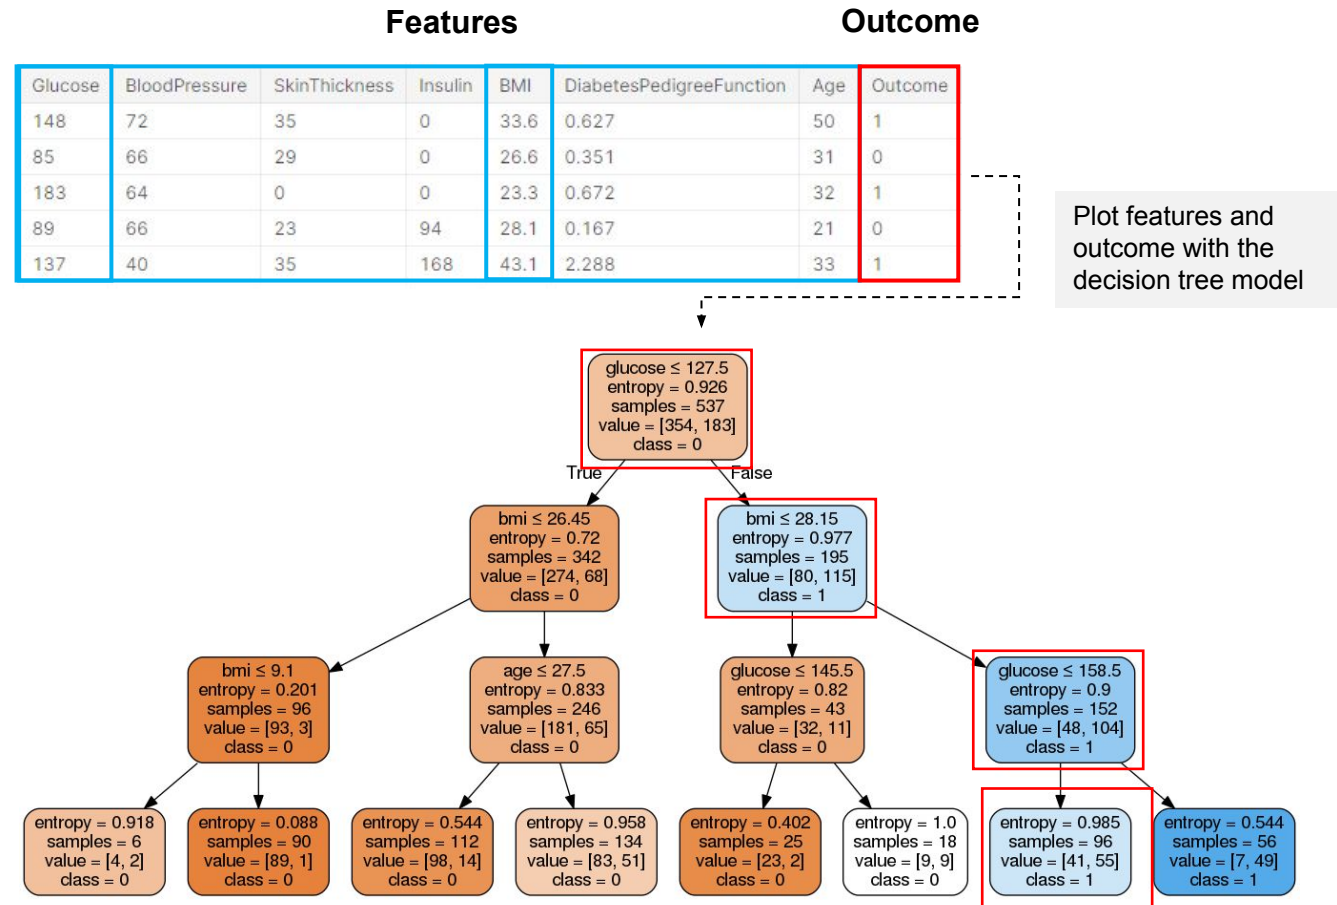 Features Outcome
Glucose BloodPressure SkinThickness Insulin BMI DiabetesPedigreeFunction Age Outcome
148 72 35 0 33.6 0.627 50 1
85 66 29 0 26.6 0.351 31 0
183 64 0 0 23.3 0.672 32 1
89 66 23 94 28.1 0.167 21 0
137 40 35 168 43.1 2.288 33 1
Plot features and
outcome with the
decision tree model
glucose ≤ 127.5
entropy = 0.926
samples = 537
value = [354, 183]
class = 0
True
False
bmi ≤ 26.45
entropy = 0.72
samples = 342
value = [274, 68]
class = 0
bmi ≤ 28.15
entropy = 0.977
samples = 195
value = [80, 115]
class = 1
bmi ≤ 9.1
entropy = 0.201
samples = 96
value = [93, 3]
class = 0
age ≤ 27.5
entropy = 0.833
samples = 246
value = [181, 65]
class = 0
glucose ≤ 145.5
entropy = 0.82
samples = 43
value = [32, 11]
class = 0
glucose ≤ 158.5
entropy = 0.9
samples = 152
value = [48, 104]
class = 1
entropy = 0.918
samples = 6
value = [4, 2]
class = 0
entropy = 0.088
samples = 90
value = [89, 1]
class = 0
entropy = 0.544
samples = 112
value = [98, 14]
class = 0
entropy = 0.958
samples = 134
value = [83, 51]
class = 0
entropy = 0.402
samples = 25
value = [23, 2]
class = 0
entropy = 1.0
samples = 18
value = [9, 9]
class = 0
entropy = 0.985
samples = 96
value = [41, 55]
class = 1
entropy = 0.544
samples = 56
value = [7, 49]
class = 1